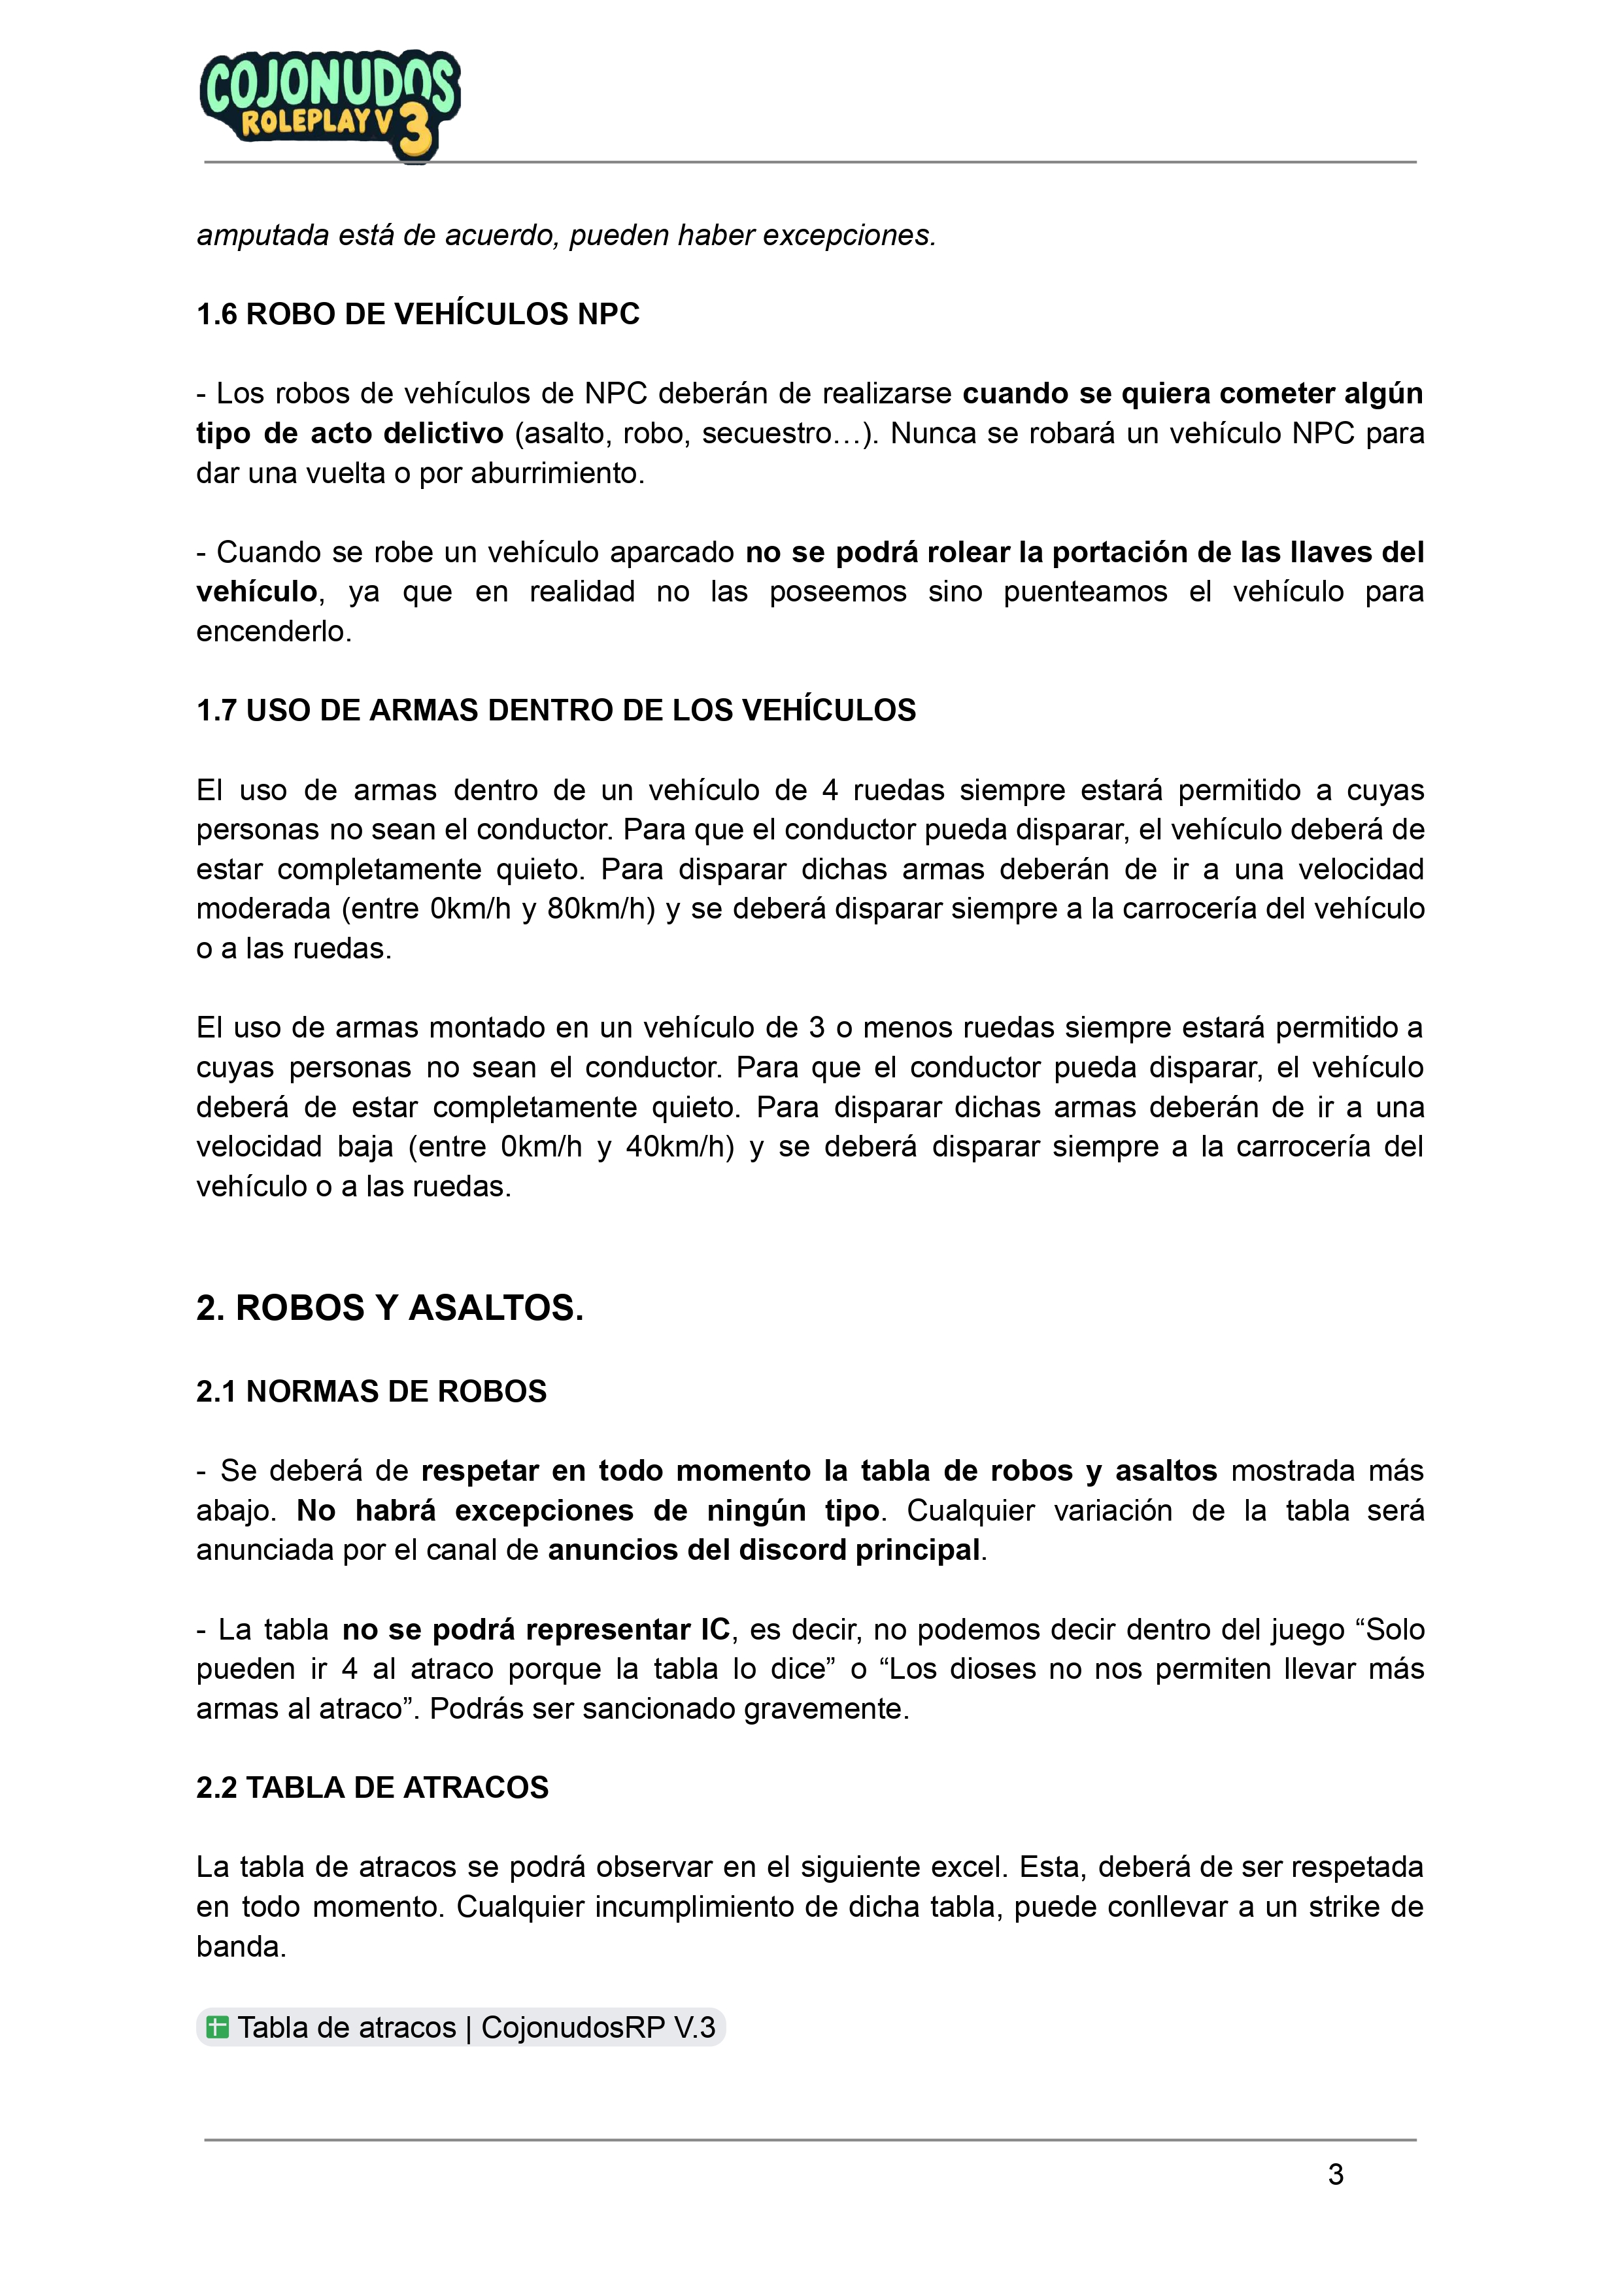 COJONUDOS
ROLEPLAY V 3
amputada está de acuerdo, pueden haber excepciones.
1.6 ROBO DE VEHÍCULOS NPC
- Los robos de vehículos de NPC deberán de realizarse cuando se quiera cometer algún
tipo de acto delictivo (asalto, robo, secuestro…). Nunca se robará un vehículo NPC para
dar una vuelta o por aburrimiento.
- Cuando se robe un vehículo aparcado no se podrá rolear la portación de las llaves del
vehículo, ya que en realidad no las poseemos sino puenteamos el vehículo para
encenderlo.
1.7 USO DE ARMAS DENTRO DE LOS VEHÍCULOS
El uso de armas dentro de un vehículo de 4 ruedas siempre estará permitido a cuyas
personas no sean el conductor. Para que el conductor pueda disparar, el vehículo deberá de
estar completamente quieto. Para disparar dichas armas deberán de ir a una velocidad
moderada (entre 0km/h y 80km/h) y se deberá disparar siempre a la carrocería del vehículo
o a las ruedas.
El uso de armas montado en un vehículo de 3 o menos ruedas siempre estará permitido a
cuyas personas no sean el conductor. Para que el conductor pueda disparar, el vehículo
deberá de estar completamente quieto. Para disparar dichas armas deberán de ir a una
velocidad baja (entre 0km/h y 40km/h) y se deberá disparar siempre a la carrocería del
vehículo o a las ruedas.
2. ROBOS Y ASALTOS.
2.1 NORMAS DE ROBOS
- Se deberá de respetar en todo momento la tabla de robos y asaltos mostrada más
abajo. No habrá excepciones de ningún tipo. Cualquier variación de la tabla será
anunciada por el canal de anuncios del discord principal.
- La tabla no se podrá representar IC, es decir, no podemos decir dentro del juego “Solo
pueden ir 4 al atraco porque la tabla lo dice” o “Los dioses no nos permiten llevar más
armas al atraco”. Podrás ser sancionado gravemente.
2.2 TABLA DE ATRACOS
La tabla de atracos se podrá observar en el siguiente excel. Esta, deberá de ser respetada
en todo momento. Cualquier incumplimiento de dicha tabla, puede conllevar a un strike de
banda.
Tabla de atracos | CojonudosRP V.3
3